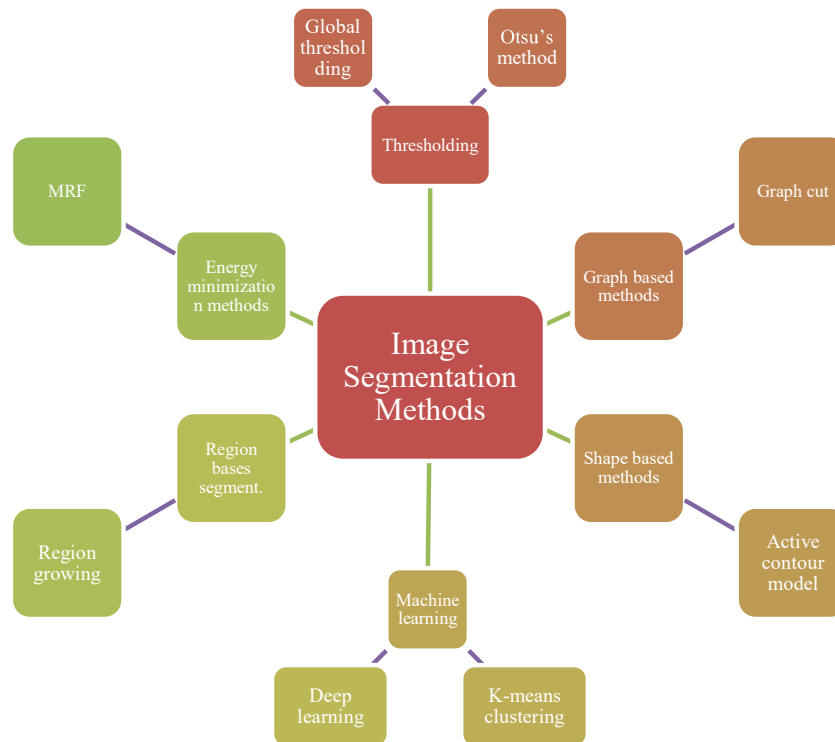 Global
threshol
ding
Otsu's
method
Thresholding
MRF
Graph cut
Energy
minimizatio
n methods
Graph based
methods
Image
Segmentation
Methods
Region
bases
segment.
Shape based
methods
Region
growing
Active
contour
model
Machine
learning
Deep
learning
K-means
clustering